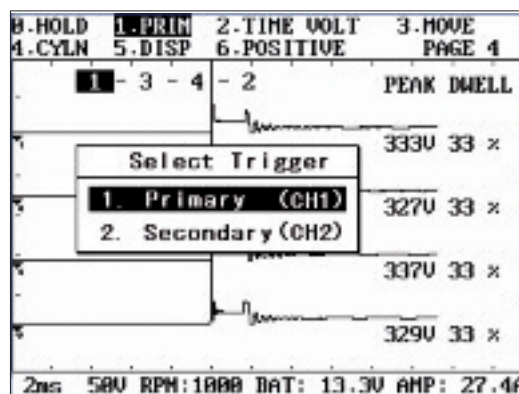 0.HOLD 1.PRIM 2.TIME VOLT 3.MOVE
4.CYLN 5.DISP 6.POSITIVE PAGE 4
1 - 3 - 4 - 2 PEAK DWELL
333V 33 %
Select Trigger
1. Primary (CH1)
327V 33 %
2. Secondary(CH2)
337V 33 %
329V 33 %
2ms 50V RPM:1000 BAT: 13.3V AMP: 27.4A